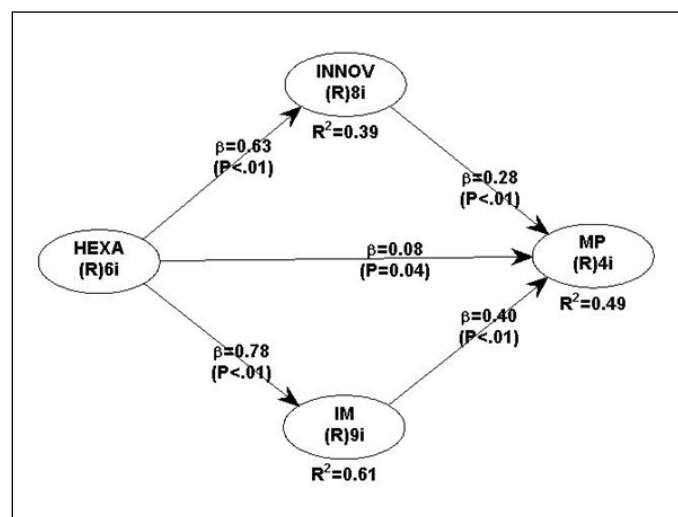 INNOV
(R)8i
R²=0.39
β=0.63
(P<.01)
β=0.28
(P<.01)
HEXA
(R)6i
β=0.08
(P=0.04)
MP
(R)4i
R²=0.49
β=0.78
(P<.01)
β=0.40
(P<.01)
IM
(R)9i
R²=0.61